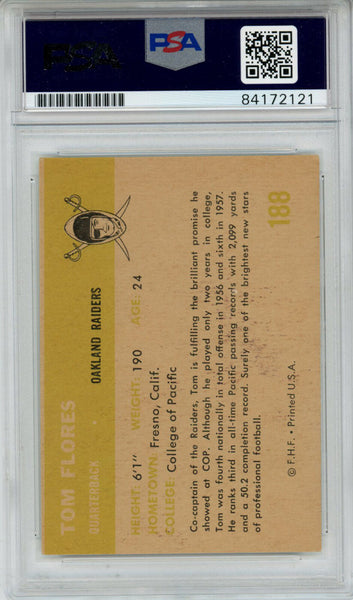 PSA
PSA
84172121
TOM FLORES
QUARTERBACK
OAKLAND RAIDERS
HEIGHT: 6'1" WEIGHT: 190 AGE: 24
HOMETOWN: Fresno, Calif.
COLLEGE: College of Pacific
Co-captain of the Raiders, Tom is fulfilling the brilliant promise he
showed at COP. Although he played only two years in college,
Tom was fourth nationally in total offense in 1956 and sixth in 1957.
He ranks third in all-time Pacific passing records with 2,099 yards
and a 50.2 completion record. Surely one of the brightest new stars
of professional football.
188
© F.H.F. • Printed U.S.A.